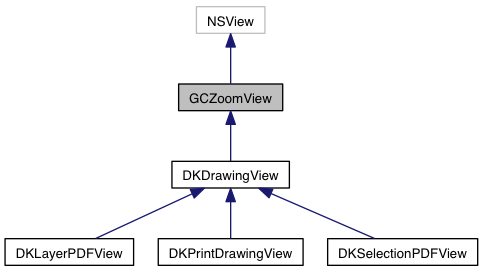 NSView
GCZoomView
DKDrawingView
DKLayerPDFView
DKPrintDrawingView
DKSelectionPDFView